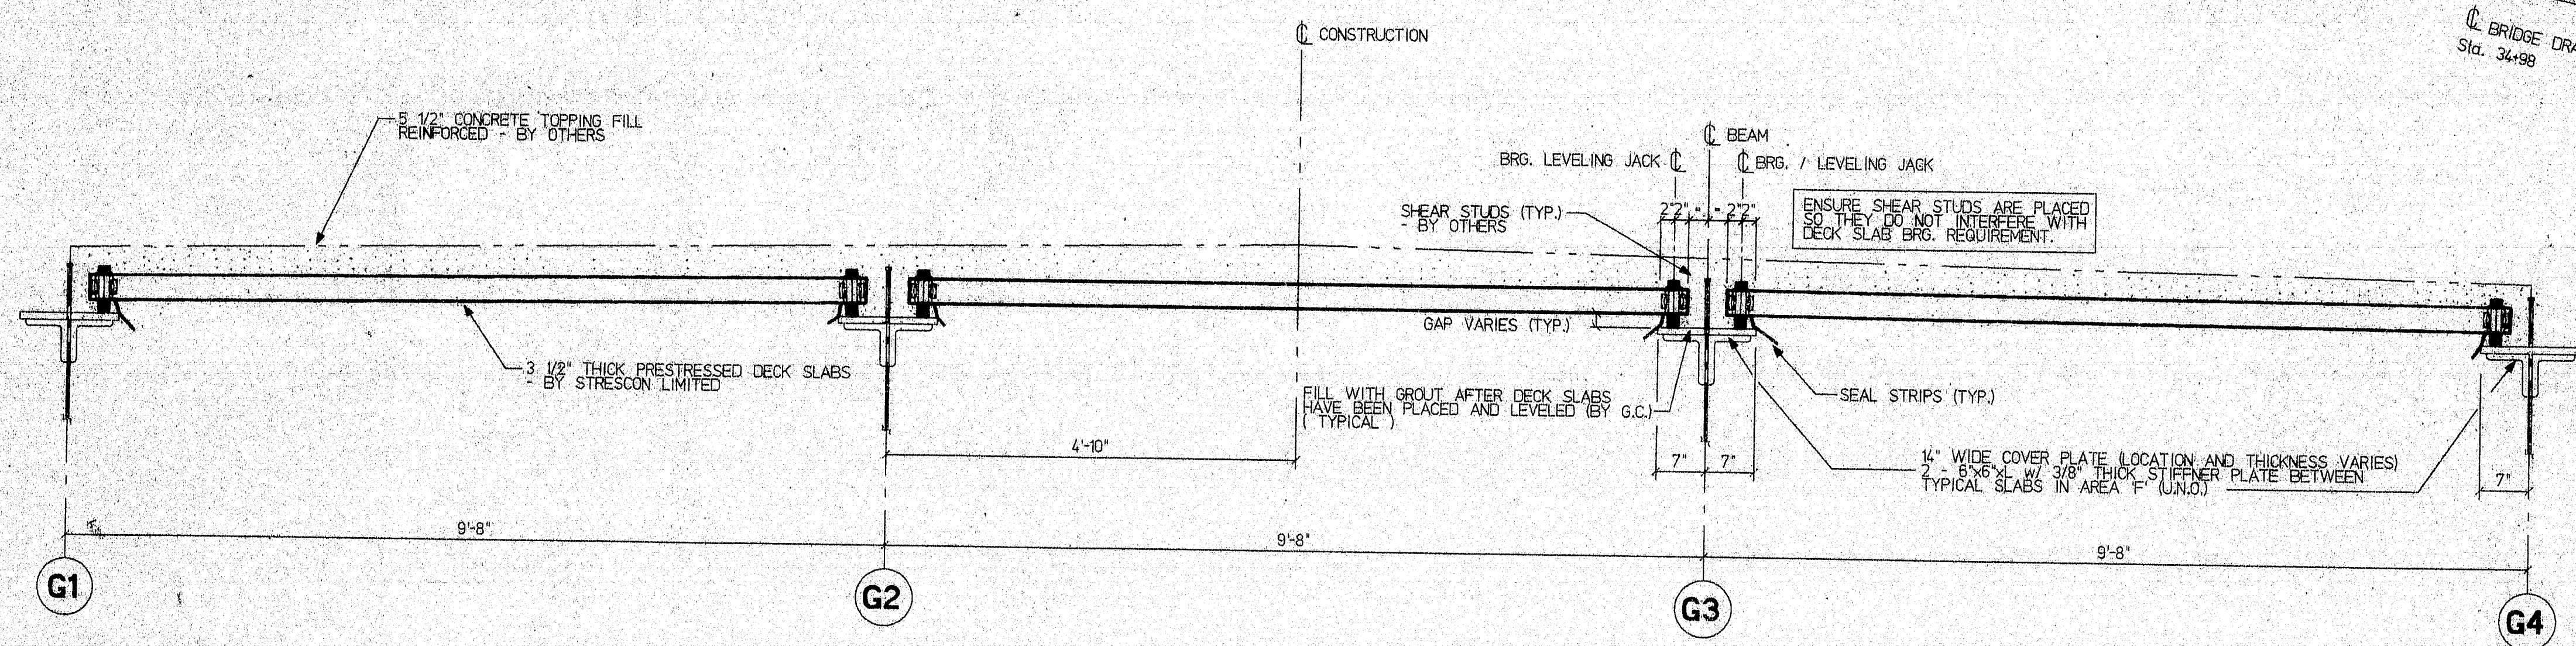 ℄ CONSTRUCTION
℄ BRIDGE
Sta. 34+98
5 1/2" CONCRETE TOPPING FILL
REINFORCED - BY OTHERS
℄ BEAM
BRG. LEVELING JACK ℄
℄ BRG. / LEVELING JACK
SHEAR STUDS (TYP.)
- BY OTHERS
2" 2" " " 2" 2"
ENSURE SHEAR STUDS ARE PLACED
SO THEY DO NOT INTERFERE WITH
DECK SLAB BRG. REQUIREMENT.
GAP VARIES (TYP.)
3 1/2" THICK PRESTRESSED DECK SLABS
- BY STRESCON LIMITED
FILL WITH GROUT AFTER DECK SLABS
HAVE BEEN PLACED AND LEVELED (BY G.C.)
( TYPICAL )
SEAL STRIPS (TYP.)
4'-10"
7" 7"
14" WIDE COVER PLATE (LOCATION AND THICKNESS VARIES)
2 - 6"x6"xL w/ 3/8" THICK STIFFNER PLATE BETWEEN
TYPICAL SLABS IN AREA 'F' (U.N.O.)
7"
9'-8"
9'-8"
9'-8"
G1
G2
G3
G4